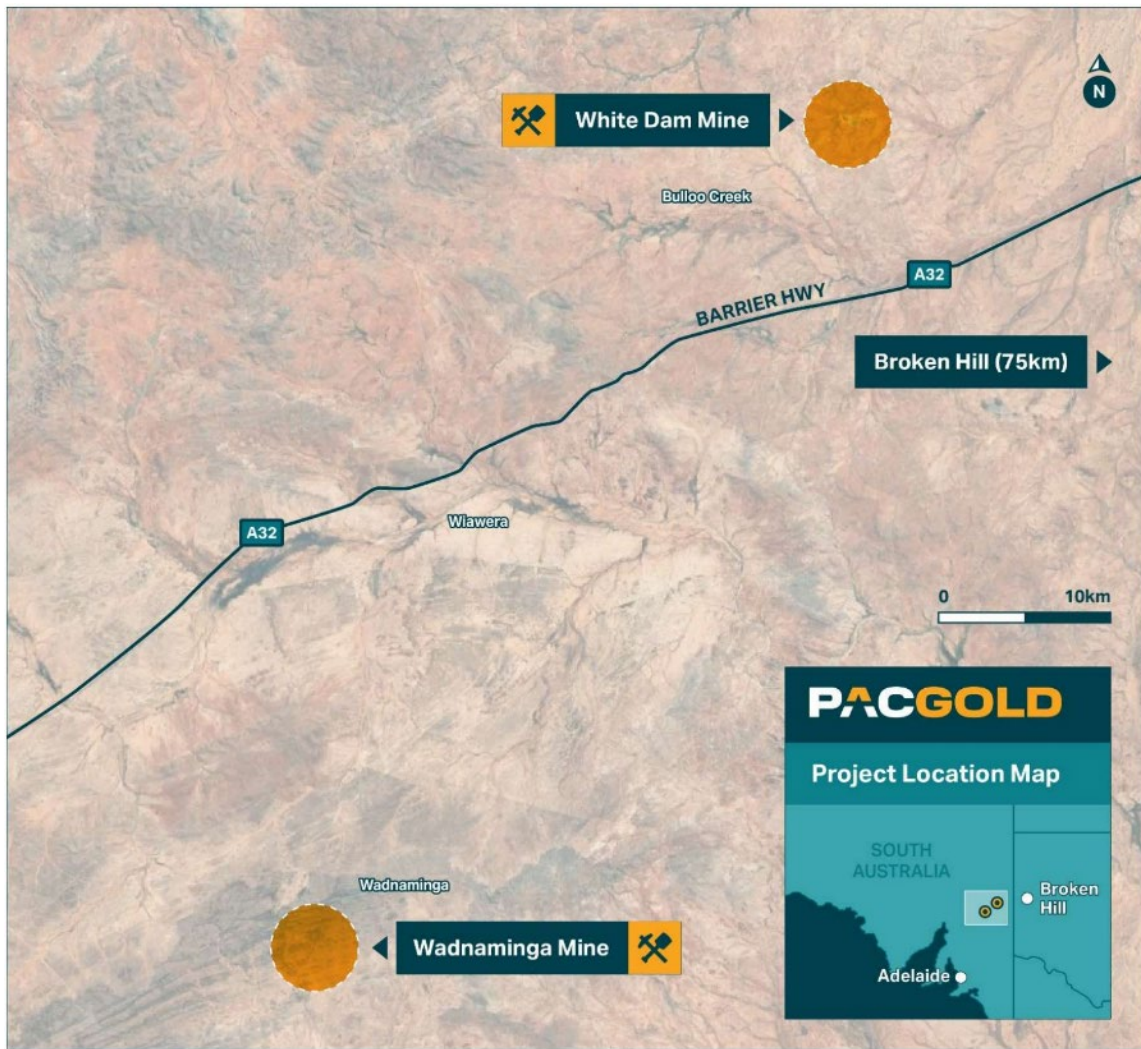 N
White Dam Mine
Bulloo Creek
A32
BARRIER HWY
Broken Hill (75km)
Wiawera
A32
0 10km
PACGOLD
Project Location Map
SOUTH
AUSTRALIA
Broken
Hill
Adelaide
Wadnaminga
Wadnaminga Mine